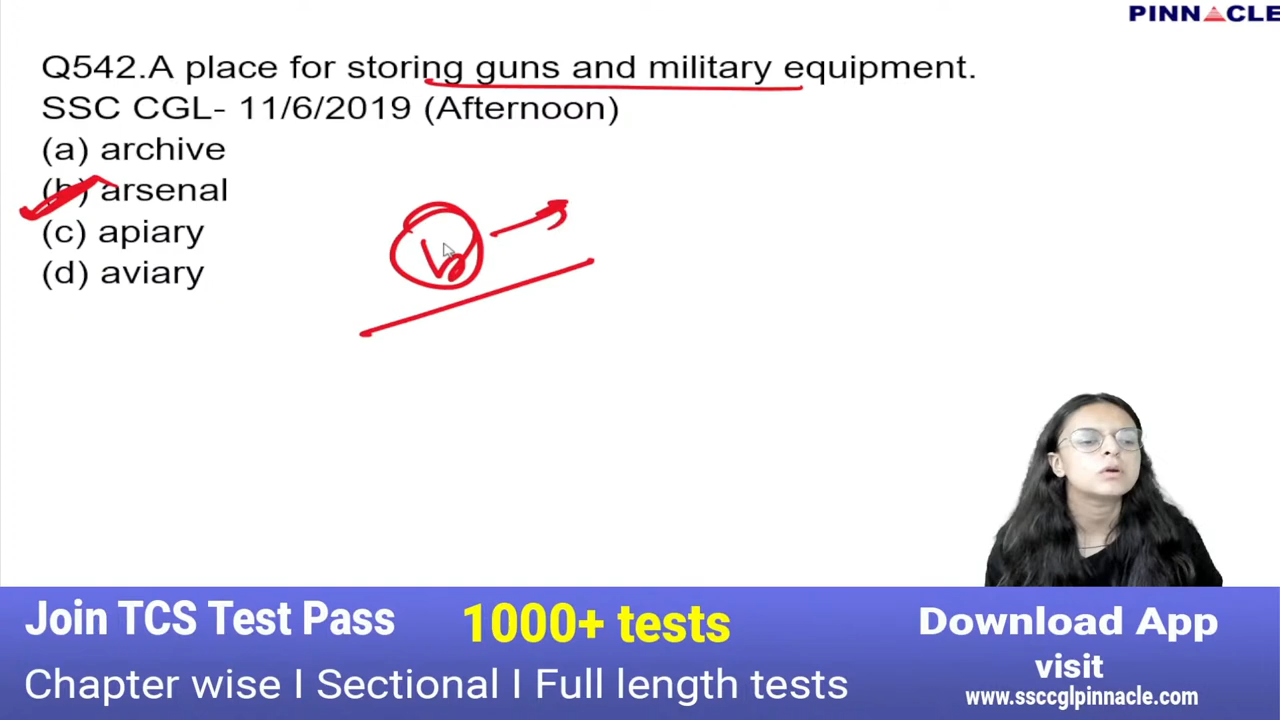 PINNACLE
Q542.A place for storing guns and military equipment.
SSC CGL- 11/6/2019 (Afternoon)
(a) archive
(b) arsenal
(c) apiary
(d) aviary
Join TCS Test Pass
1000+ tests
Download App
visit
Chapter wise I Sectional I Full length tests
www.ssccglpinnacle.com